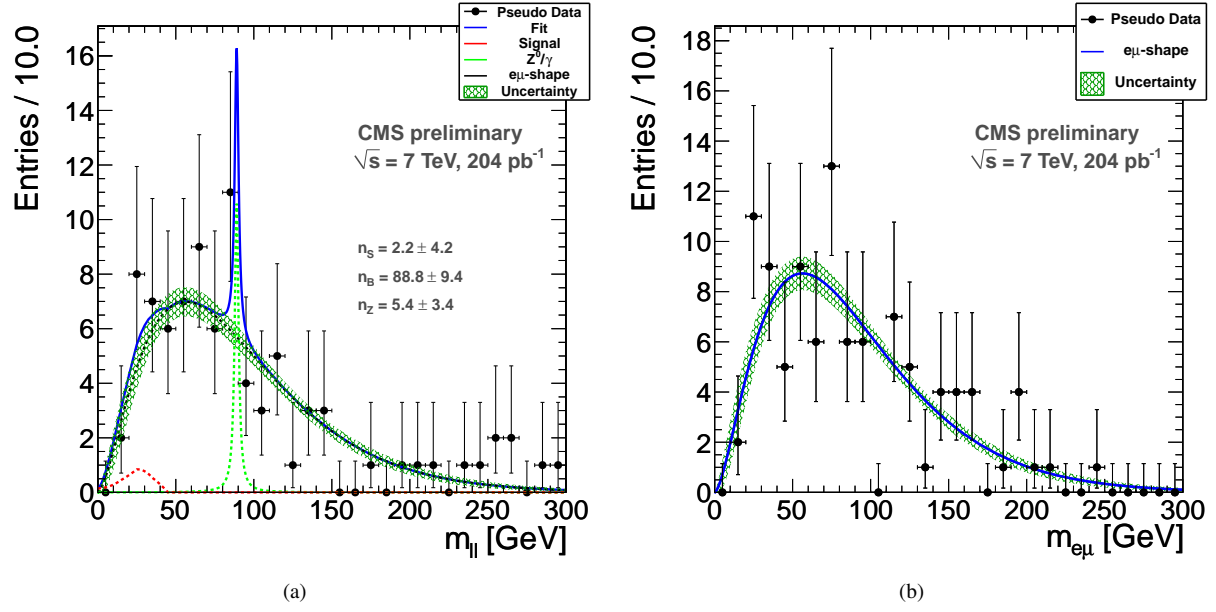 Pseudo Data
Fit
Signal
Z⁰/γ
eμ-shape
Uncertainty
CMS preliminary
√s = 7 TeV, 204 pb⁻¹
n_S = 2.2 ± 4.2
n_B = 88.8 ± 9.4
n_Z = 5.4 ± 3.4
Entries / 10.0
16
14
12
10
8
6
4
2
0
0 50 100 150 200 250 300
m_ll [GeV]
(a)
Pseudo Data
eμ-shape
Uncertainty
CMS preliminary
√s = 7 TeV, 204 pb⁻¹
Entries / 10.0
18
16
14
12
10
8
6
4
2
0
0 50 100 150 200 250 300
m_eμ [GeV]
(b)